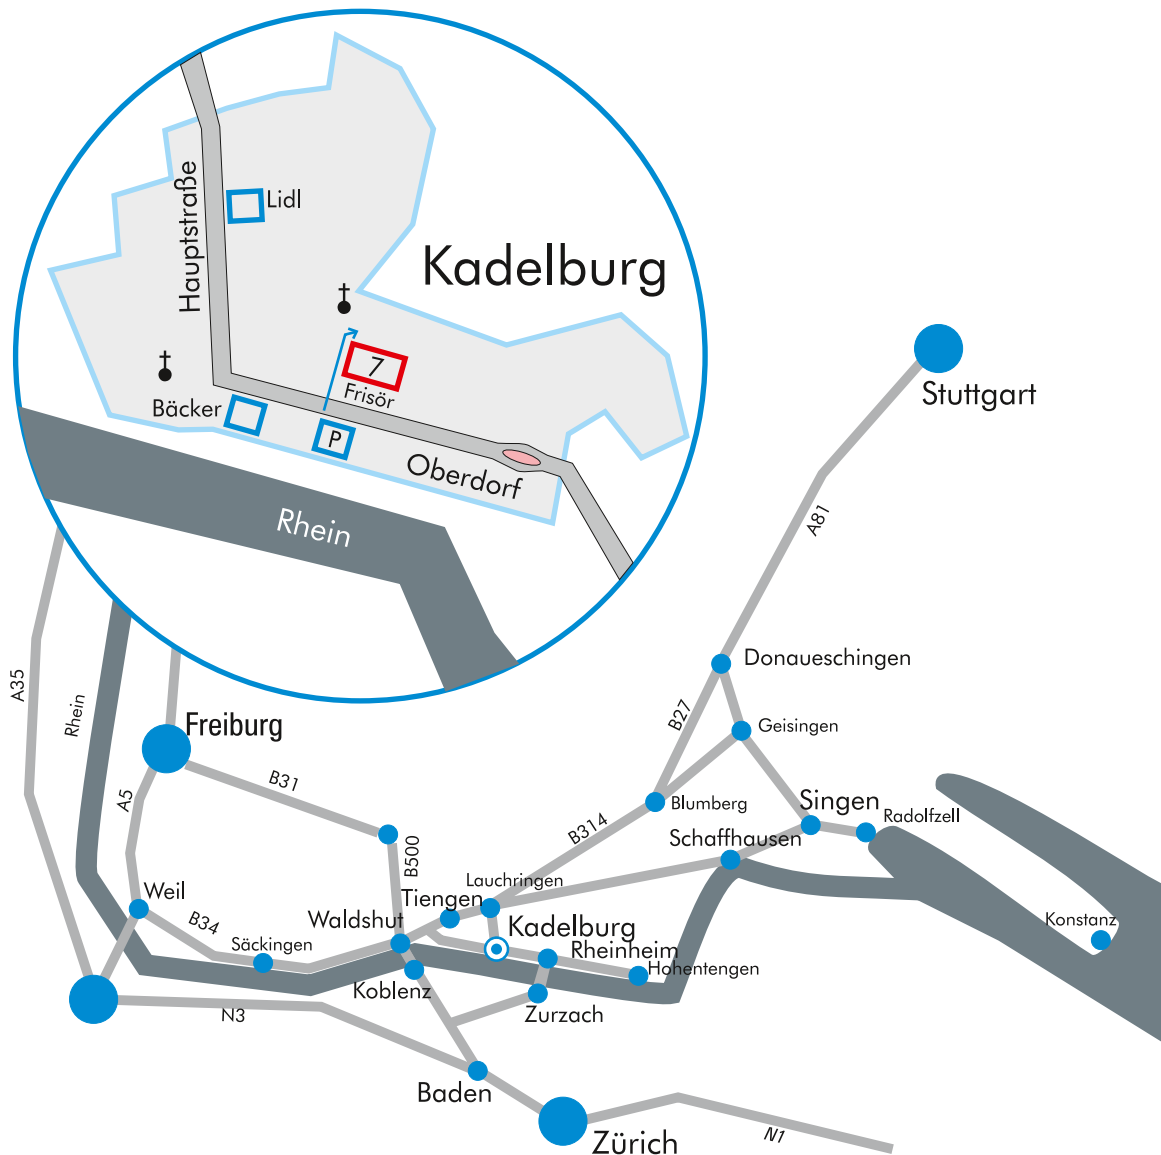 Hauptstraße
Lidl
Kadelburg
†
7
Frisör
†
Bäcker
P
Oberdorf
Rhein
Stuttgart
A81
Donaueschingen
A35
Rhein
Freiburg
B27
Geisingen
B31
A5
Blumberg
Singen
Radolfzell
B314
Schaffhausen
B500
Lauchringen
Weil
Tiengen
B34
Waldshut
Kadelburg
Konstanz
Säckingen
Rheinheim
Hohentengen
Koblenz
N3
Zurzach
Baden
Zürich
N1